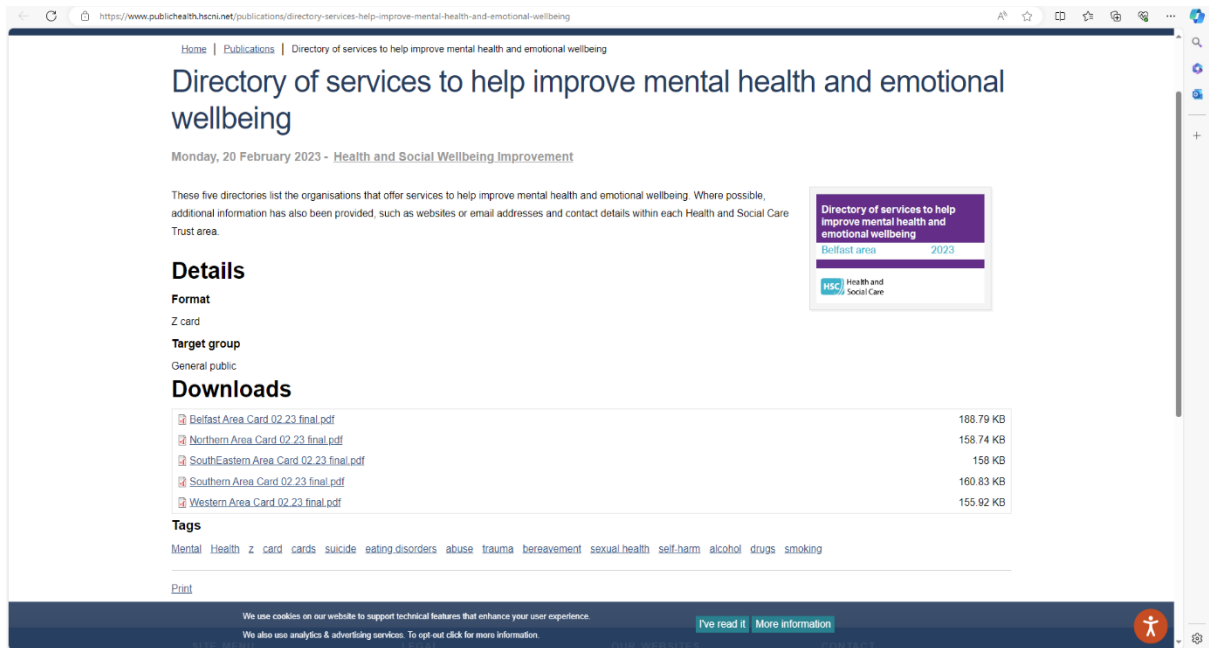 https://www.publichealth.hscni.net/publications/directory-services-help-improve-mental-health-and-emotional-wellbeing
Home | Publications | Directory of services to help improve mental health and emotional wellbeing
Directory of services to help improve mental health and emotional
wellbeing
Monday, 20 February 2023 - Health and Social Wellbeing Improvement
These five directories list the organisations that offer services to help improve mental health and emotional wellbeing. Where possible,
additional information has also been provided, such as websites or email addresses and contact details within each Health and Social Care
Trust area.
Directory of services to help
improve mental health and
emotional wellbeing
Belfast area 2023
HSC Health and
Social Care
Details
Format
Z card
Target group
General public
Downloads
Belfast Area Card 02.23 final.pdf 188.79 KB
Northern Area Card 02.23 final.pdf 158.74 KB
SouthEastern Area Card 02.23 final.pdf 158 KB
Southern Area Card 02.23 final.pdf 160.83 KB
Western Area Card 02.23 final.pdf 155.92 KB
Tags
Mental Health z card cards suicide eating disorders abuse trauma bereavement sexual health self-harm alcohol drugs smoking
Print
We use cookies on our website to support technical features that enhance your user experience.
We also use analytics & advertising services. To opt-out click for more information.
I've read it More information
SITE MENU LEGAL OUR WEBSITES CONTACT